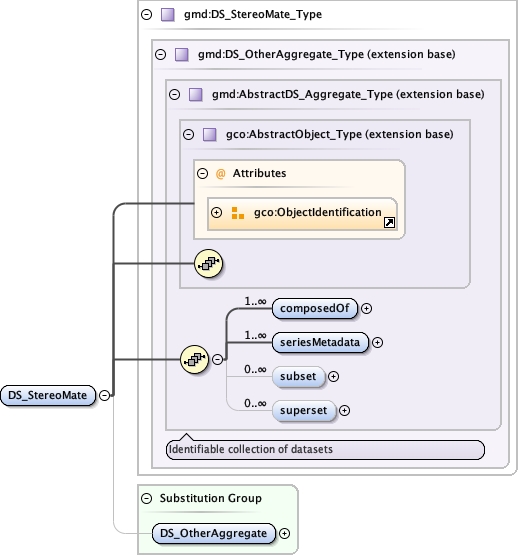 gmd:DS_StereoMate_Type
gmd:DS_OtherAggregate_Type (extension base)
gmd:AbstractDS_Aggregate_Type (extension base)
gco:AbstractObject_Type (extension base)
@ Attributes
gco:ObjectIdentification
1..∞
composedOf
1..∞
seriesMetadata
0..∞
subset
0..∞
superset
DS_StereoMate
Identifiable collection of datasets
Substitution Group
DS_OtherAggregate